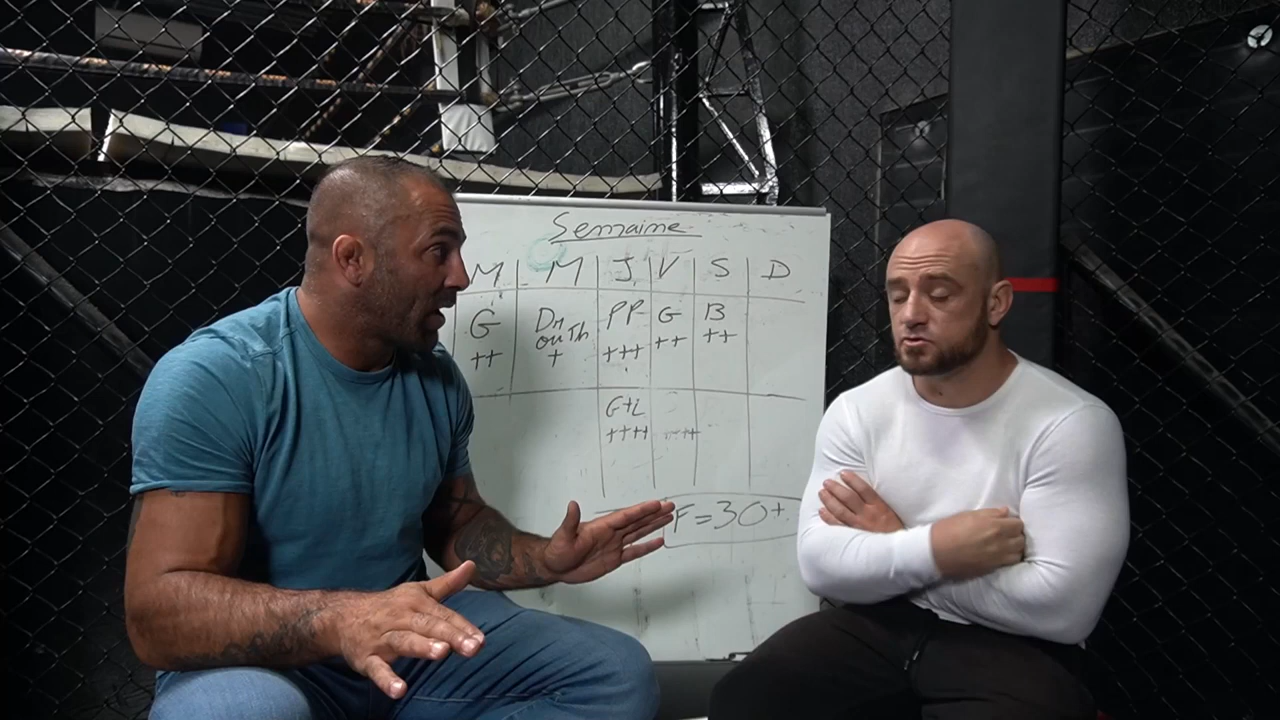 Semaine
M M J V S D
G Dr PP G B
ou Th
++ + +++ ++ ++
G+L
++++
F=30+